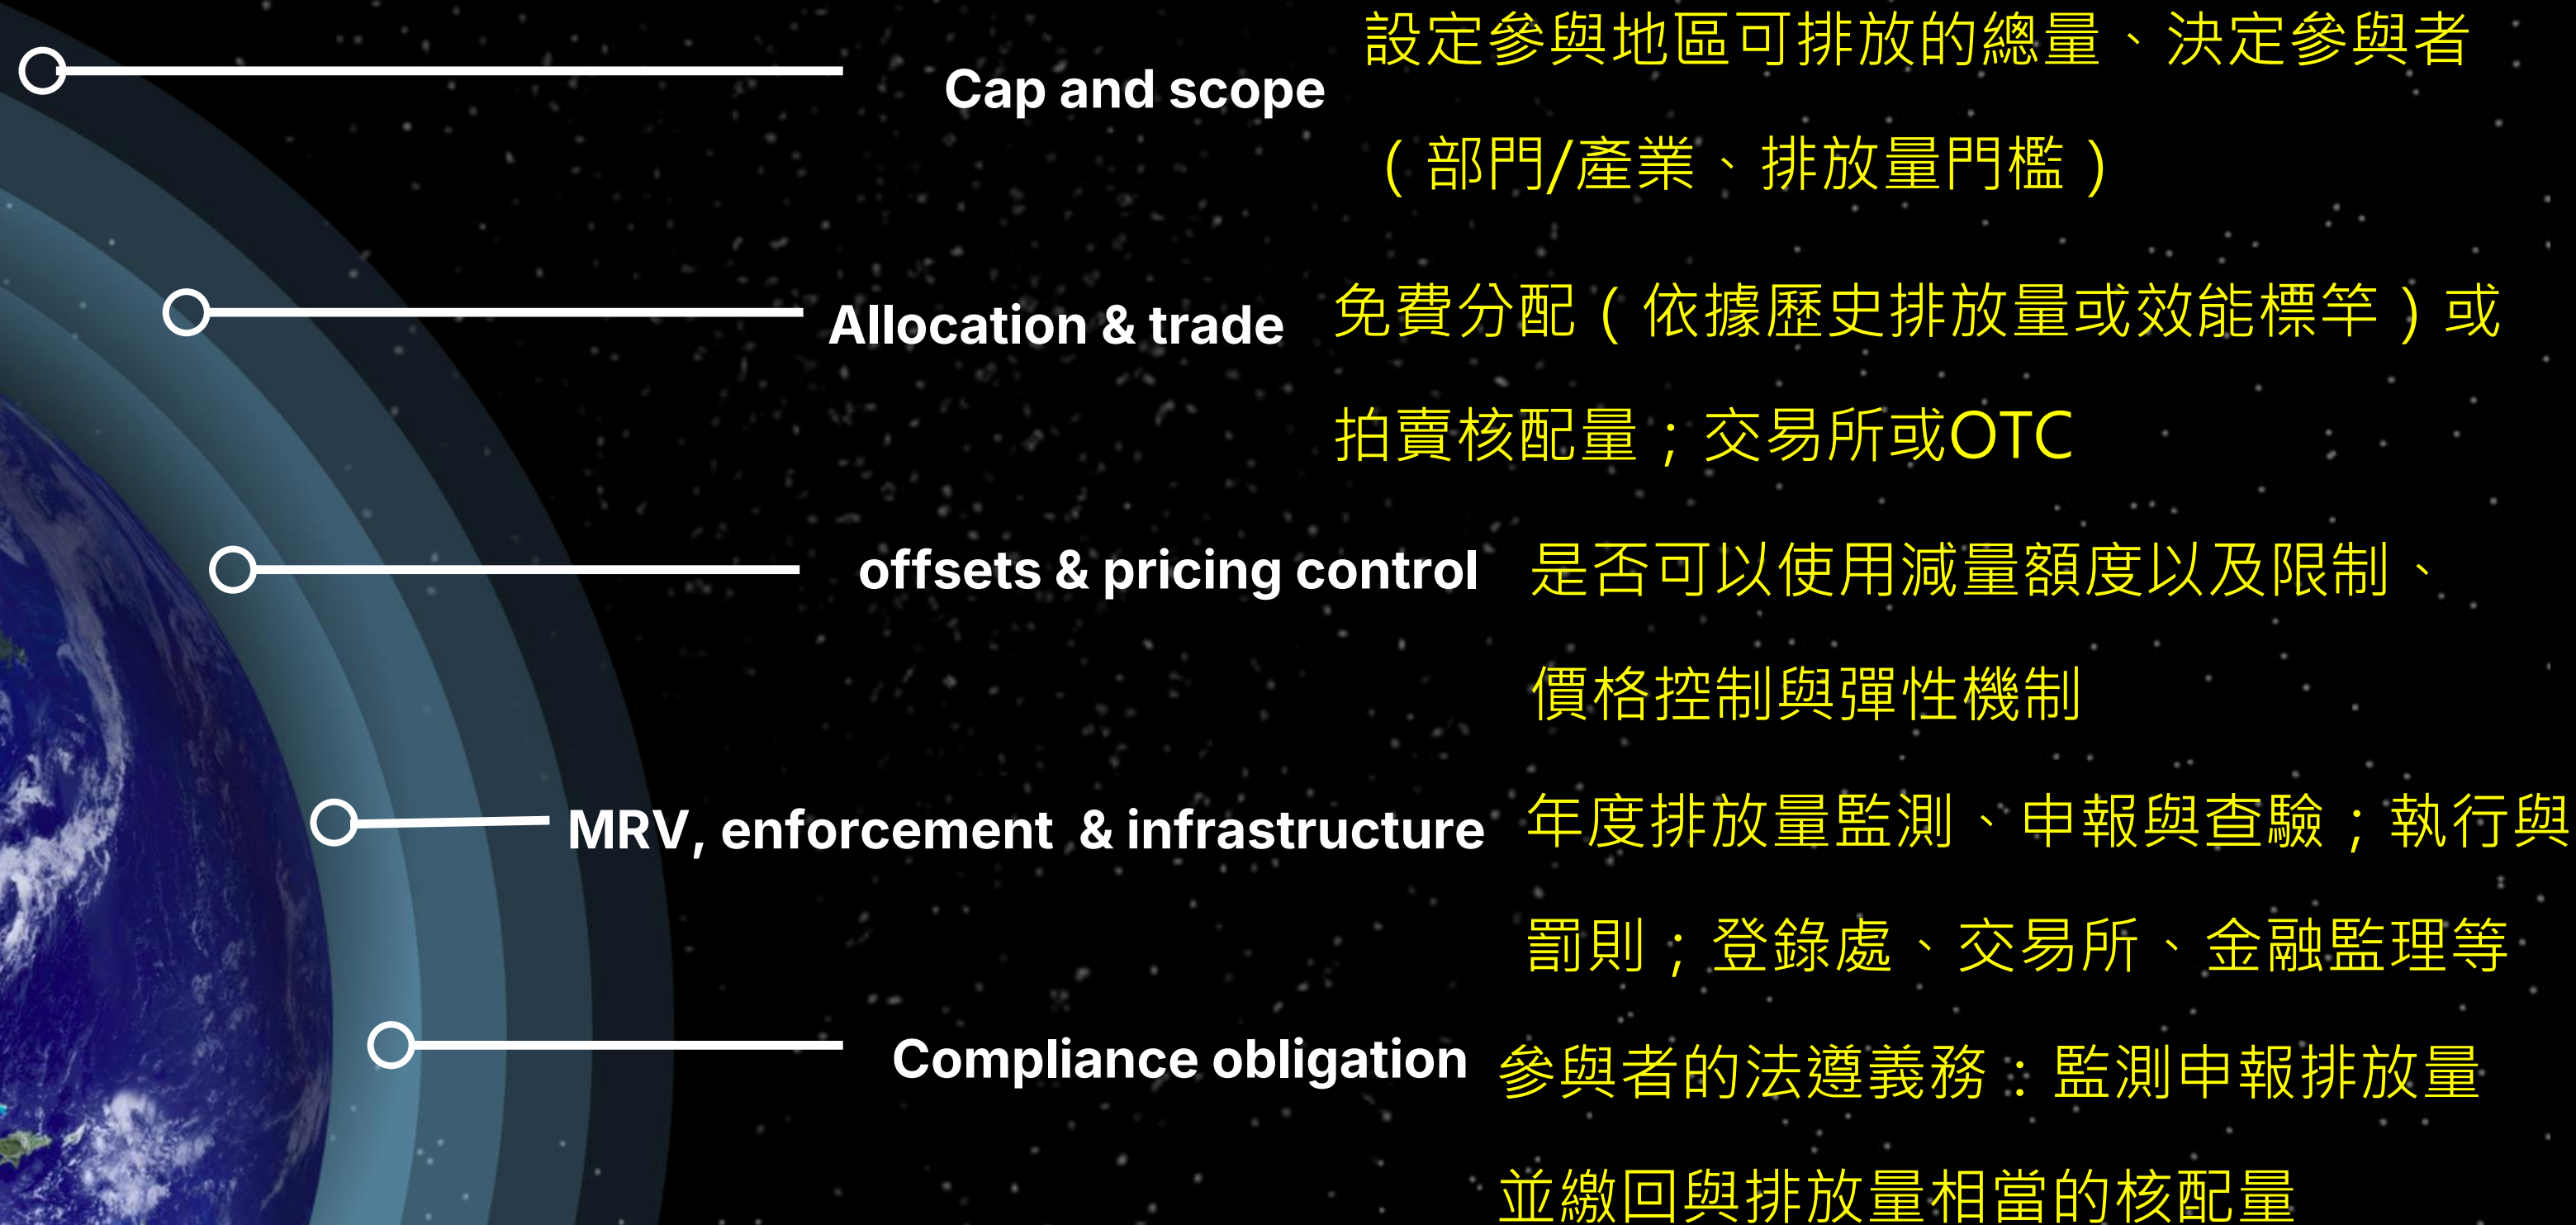 Cap and scope
設定參與地區可排放的總量、決定參與者
（部門/產業、排放量門檻）
Allocation & trade
免費分配（依據歷史排放量或效能標竿）或
拍賣核配量；交易所或OTC
offsets & pricing control
是否可以使用減量額度以及限制、
價格控制與彈性機制
MRV, enforcement & infrastructure
年度排放量監測、申報與查驗；執行與
罰則；登錄處、交易所、金融監理等
Compliance obligation
參與者的法遵義務：監測申報排放量
並繳回與排放量相當的核配量